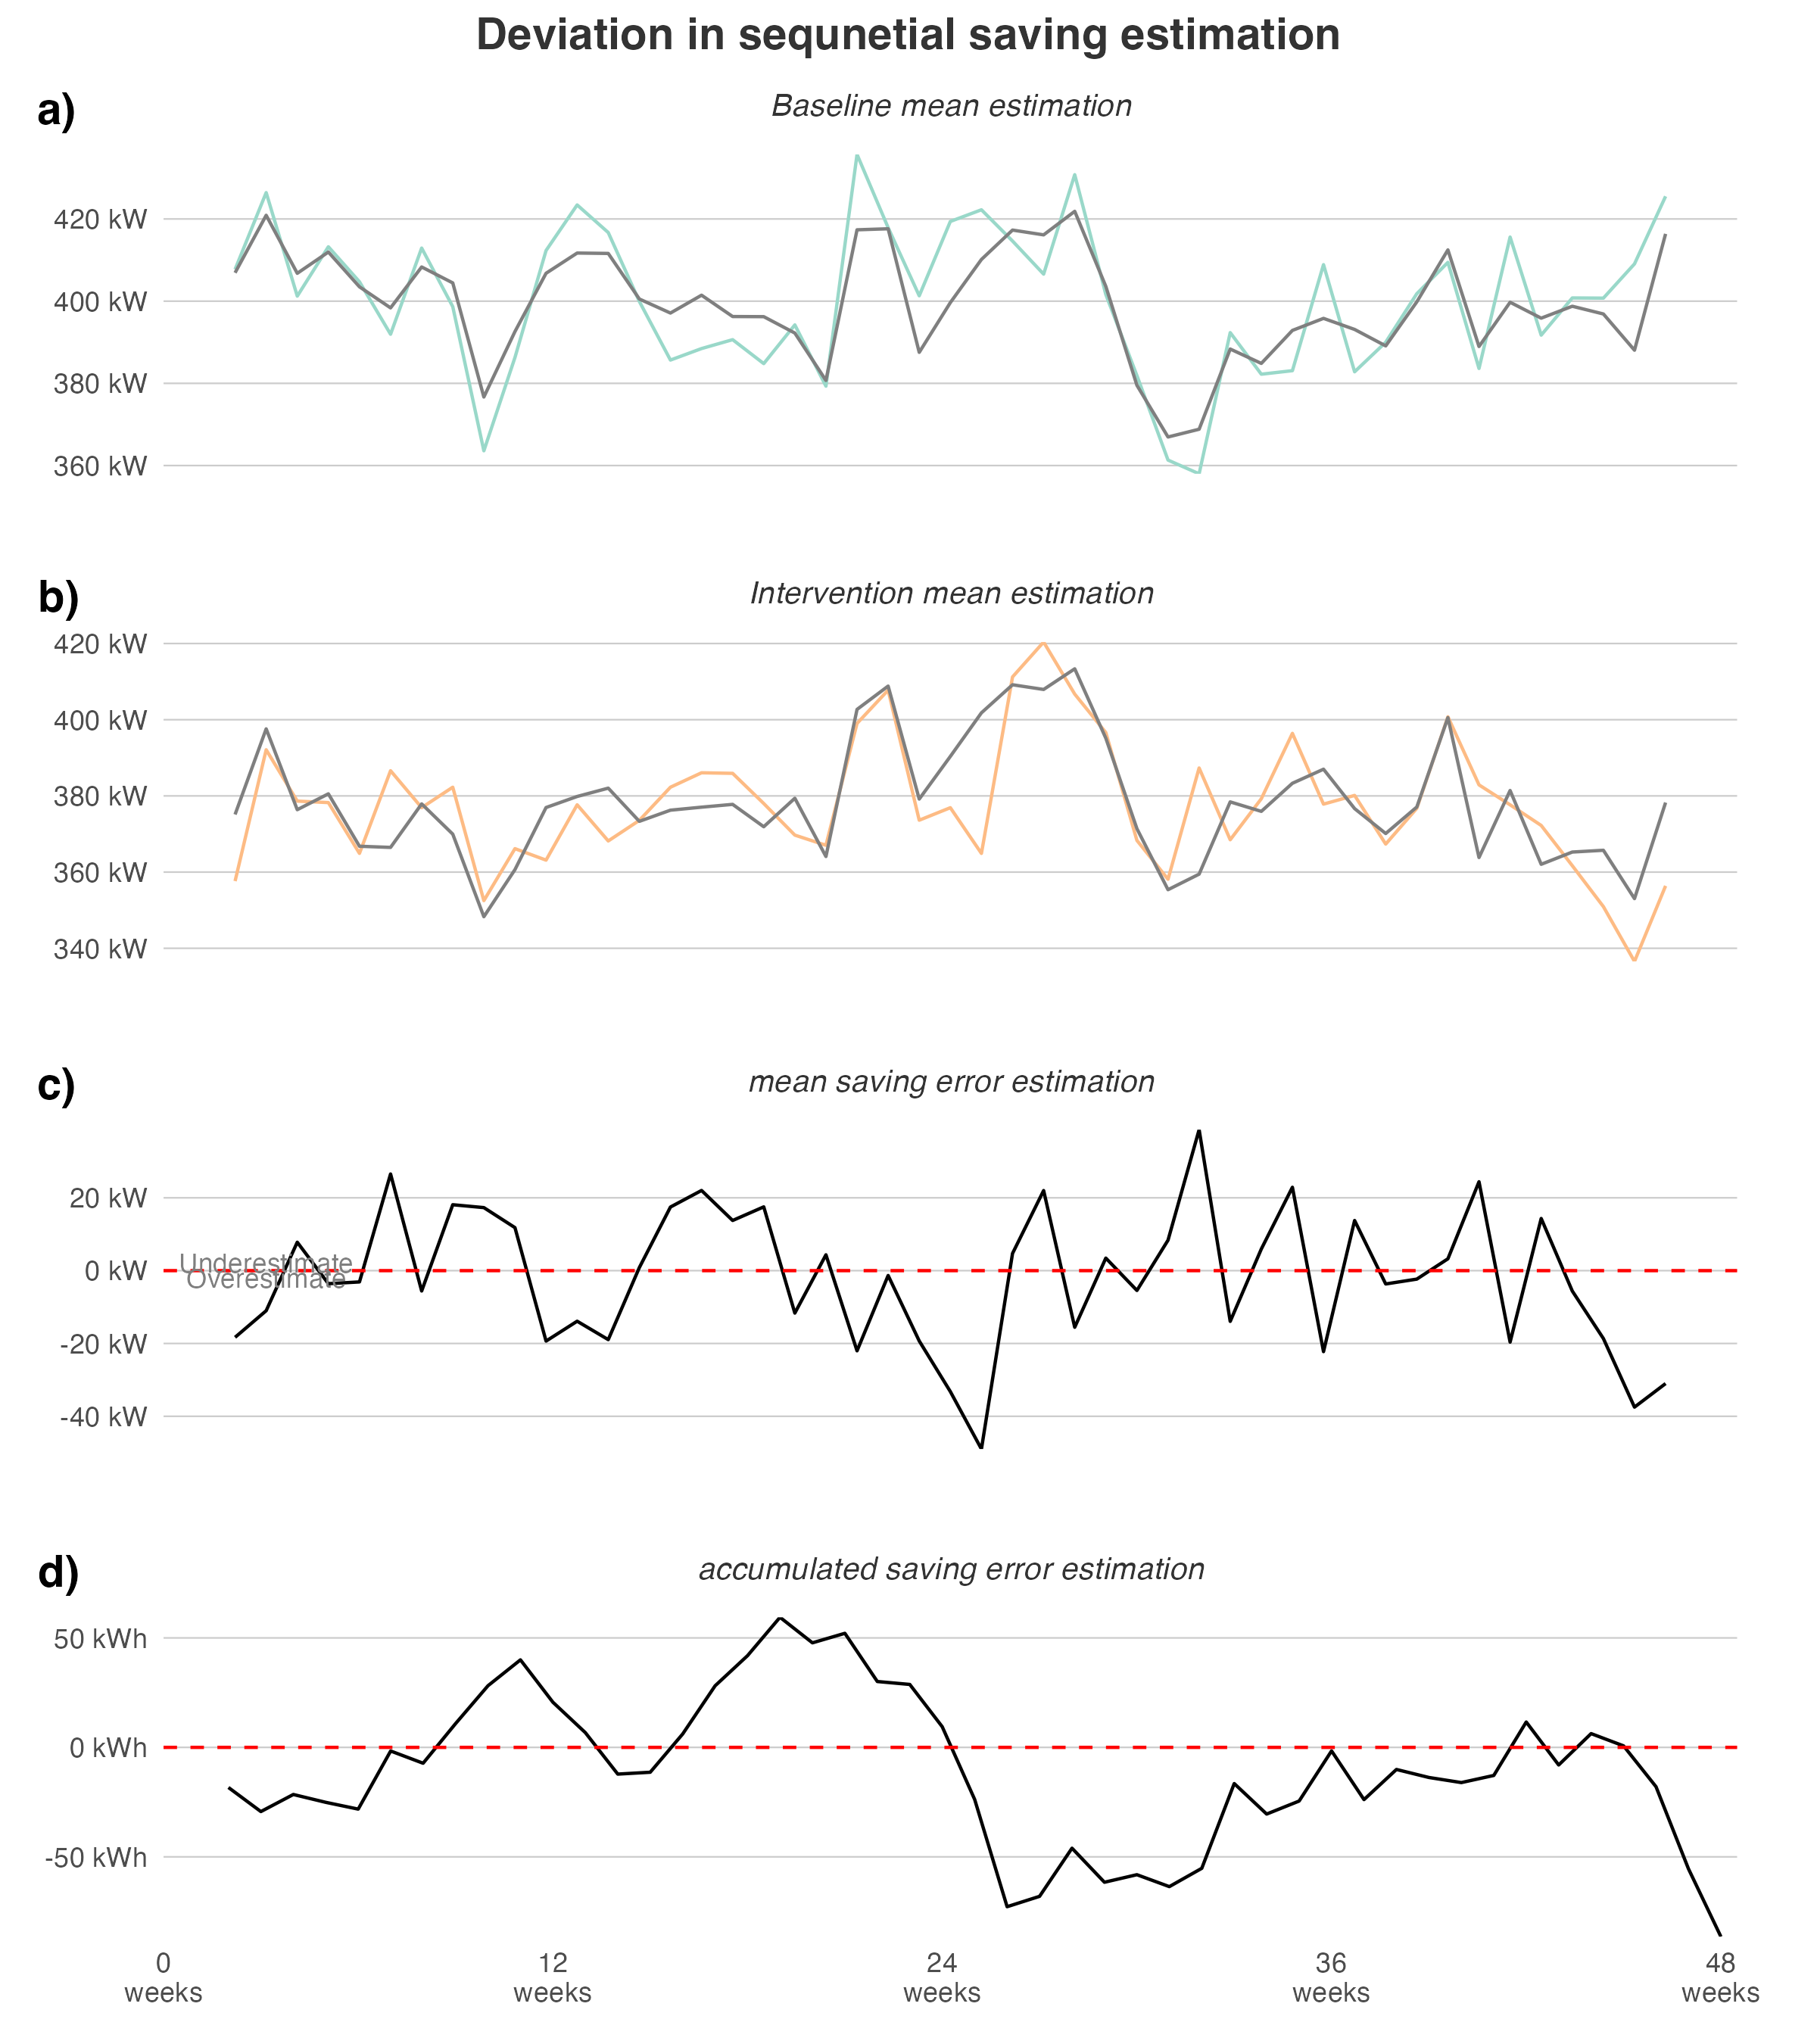 Deviation in sequnetial saving estimation
a)
Baseline mean estimation
420 kW
400 kW
380 kW
360 kW
b)
Intervention mean estimation
420 kW
400 kW
380 kW
360 kW
340 kW
c)
mean saving error estimation
20 kW
Underestimate
0 kW
Overestimate
-20 kW
-40 kW
d)
accumulated saving error estimation
50 kWh
0 kWh
-50 kWh
0 12 24 36 48
weeks weeks weeks weeks weeks